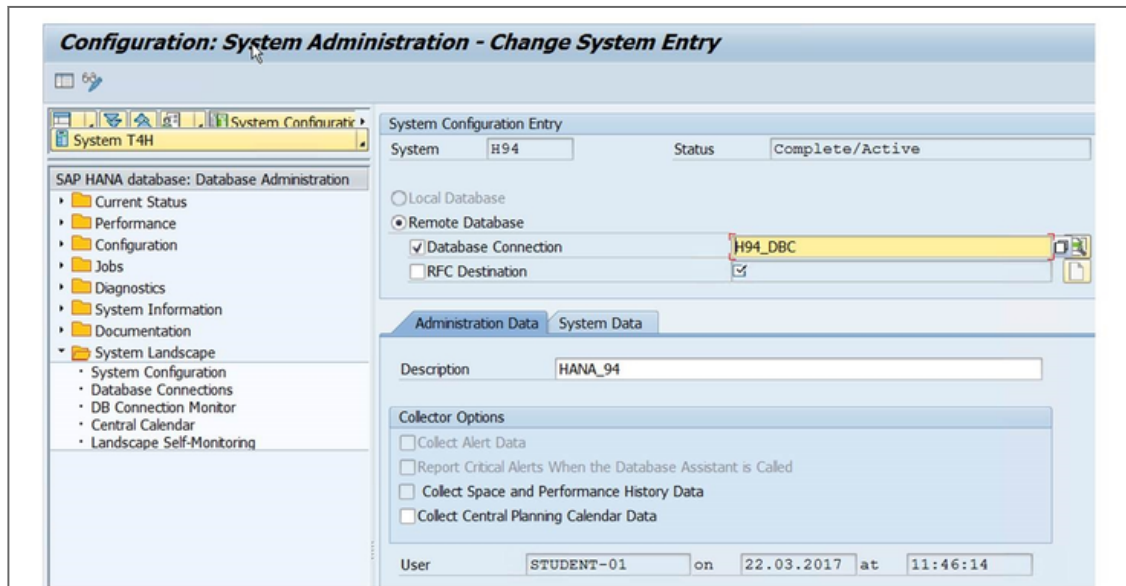 Configuration: System Administration - Change System Entry
System Configuratic
System T4H
SAP HANA database: Database Administration
Current Status
Performance
Configuration
Jobs
Diagnostics
System Information
Documentation
System Landscape
System Configuration
Database Connections
DB Connection Monitor
Central Calendar
Landscape Self-Monitoring
System Configuration Entry
System H94 Status Complete/Active
Local Database
Remote Database
Database Connection H94_DBC
RFC Destination
Administration Data System Data
Description HANA_94
Collector Options
Collect Alert Data
Report Critical Alerts When the Database Assistant is Called
Collect Space and Performance History Data
Collect Central Planning Calendar Data
User STUDENT-01 on 22.03.2017 at 11:46:14